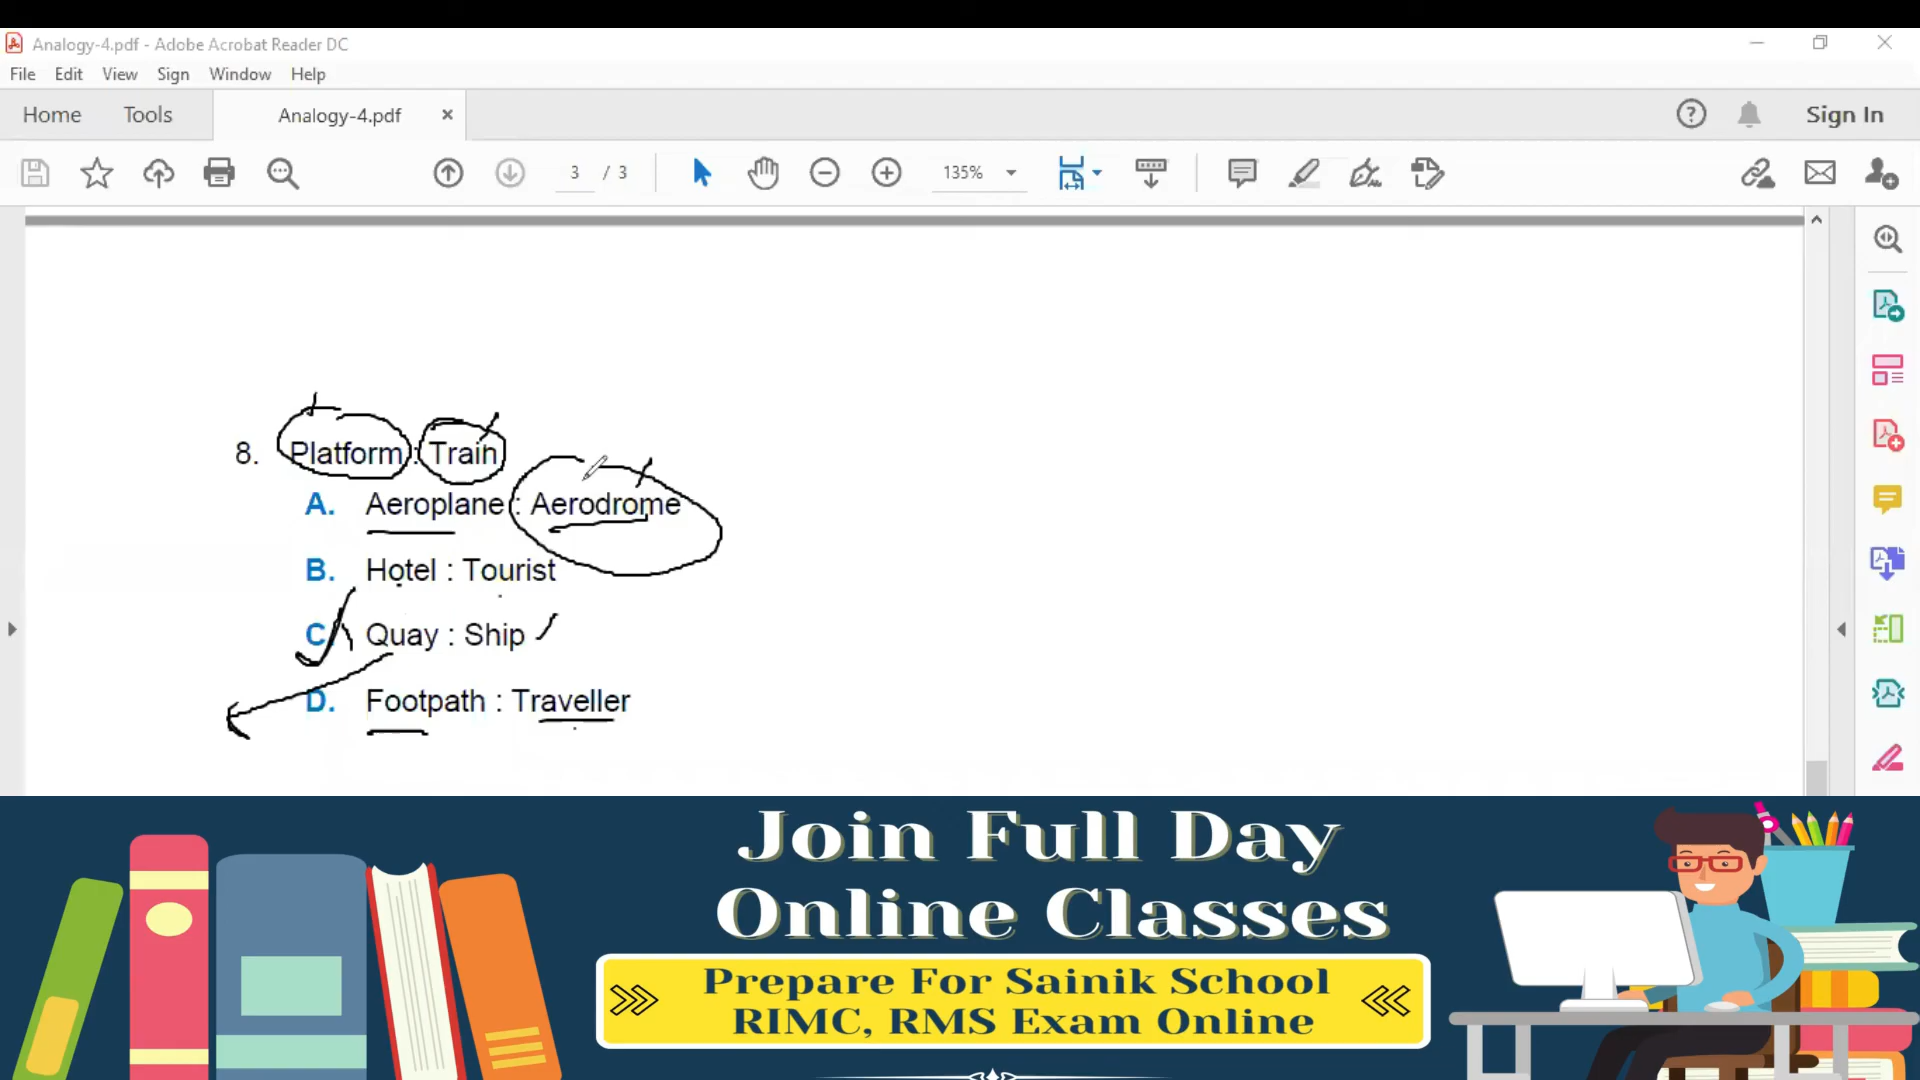 Analogy-4.pdf - Adobe Acrobat Reader DC
File Edit View Sign Window Help
Home Tools Analogy-4.pdf × Sign In
3 / 3 135%
8. Platform : Train
A. Aeroplane : Aerodrome
B. Hotel : Tourist
C. Quay : Ship
D. Footpath : Traveller
Join Full Day
Online Classes
Prepare For Sainik School
RIMC, RMS Exam Online